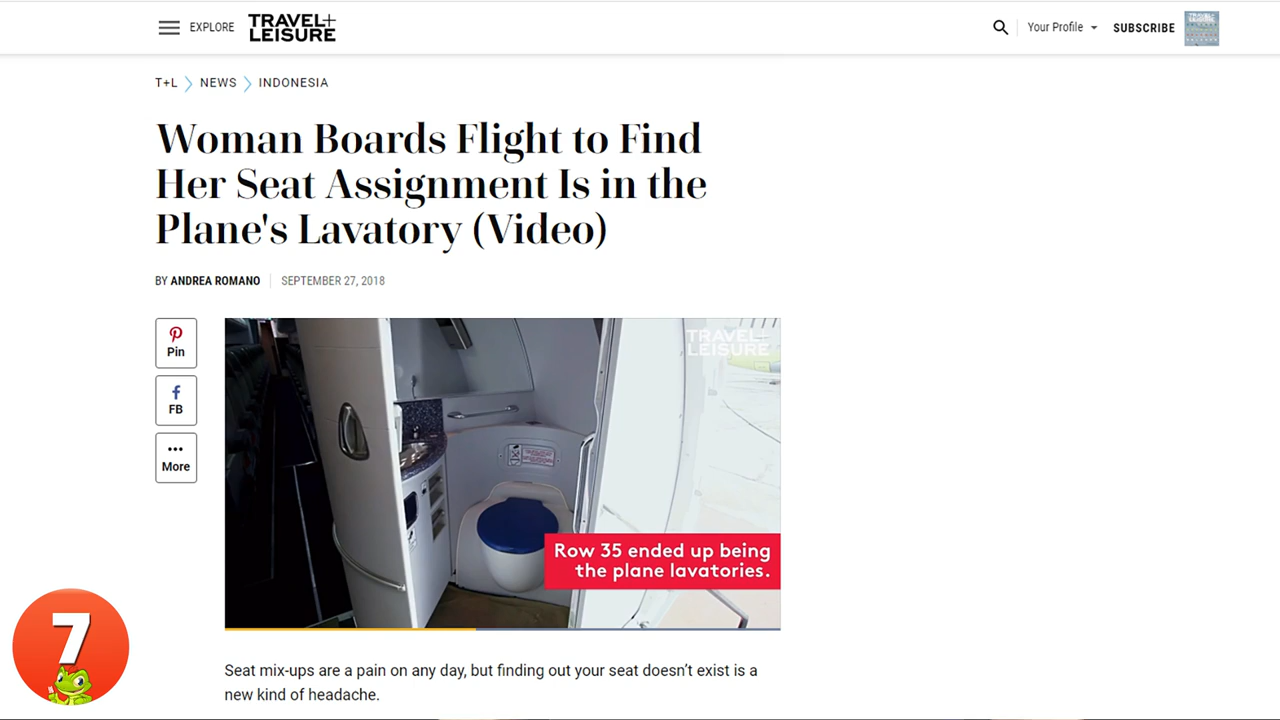 EXPLORE
TRAVEL+
LEISURE
Your Profile
SUBSCRIBE
T+L
NEWS
INDONESIA
Woman Boards Flight to Find
Her Seat Assignment Is in the
Plane's Lavatory (Video)
BY ANDREA ROMANO
SEPTEMBER 27, 2018
Pin
FB
More
TRAVEL+
LEISURE
Row 35 ended up being
the plane lavatories.
7
Seat mix-ups are a pain on any day, but finding out your seat doesn't exist is a
new kind of headache.